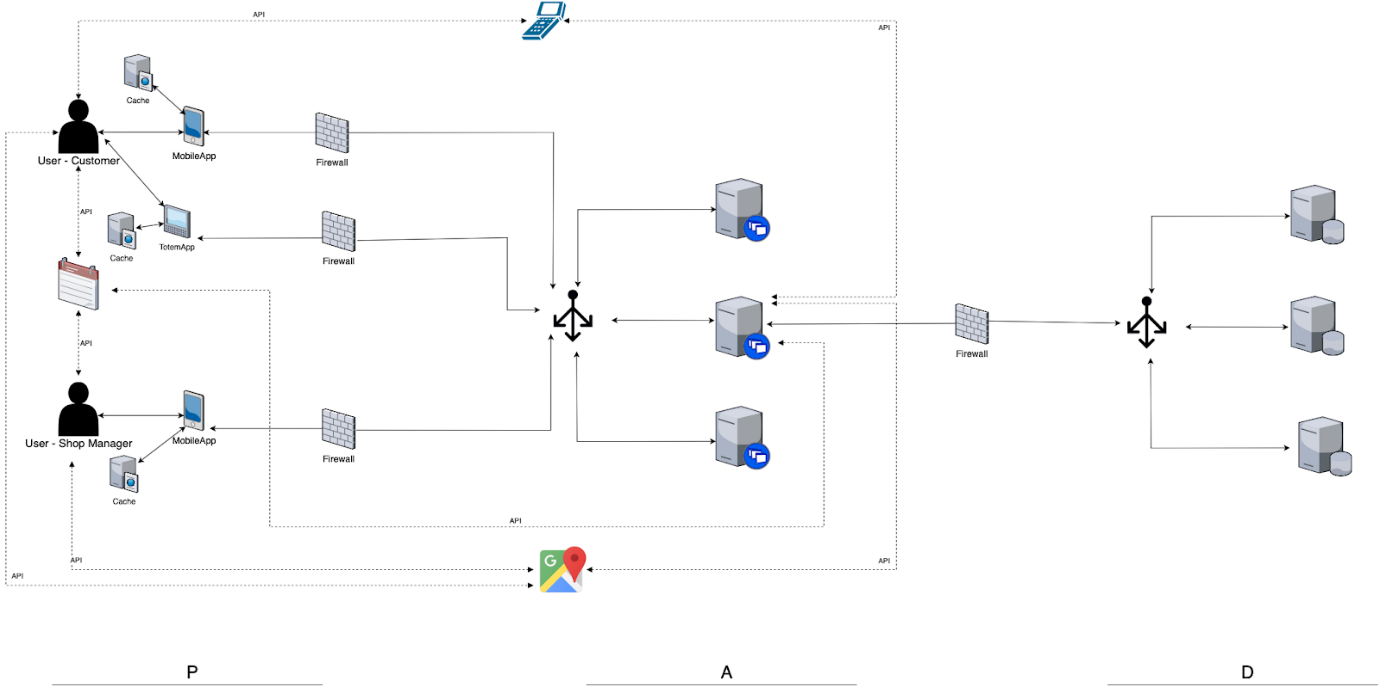 API
API
Cache
MobileApp
User - Customer
Firewall
API
Cache
TotemApp
Firewall
API
Firewall
User - Shop Manager
MobileApp
Firewall
Cache
API
API
API
API
G
P
A
D